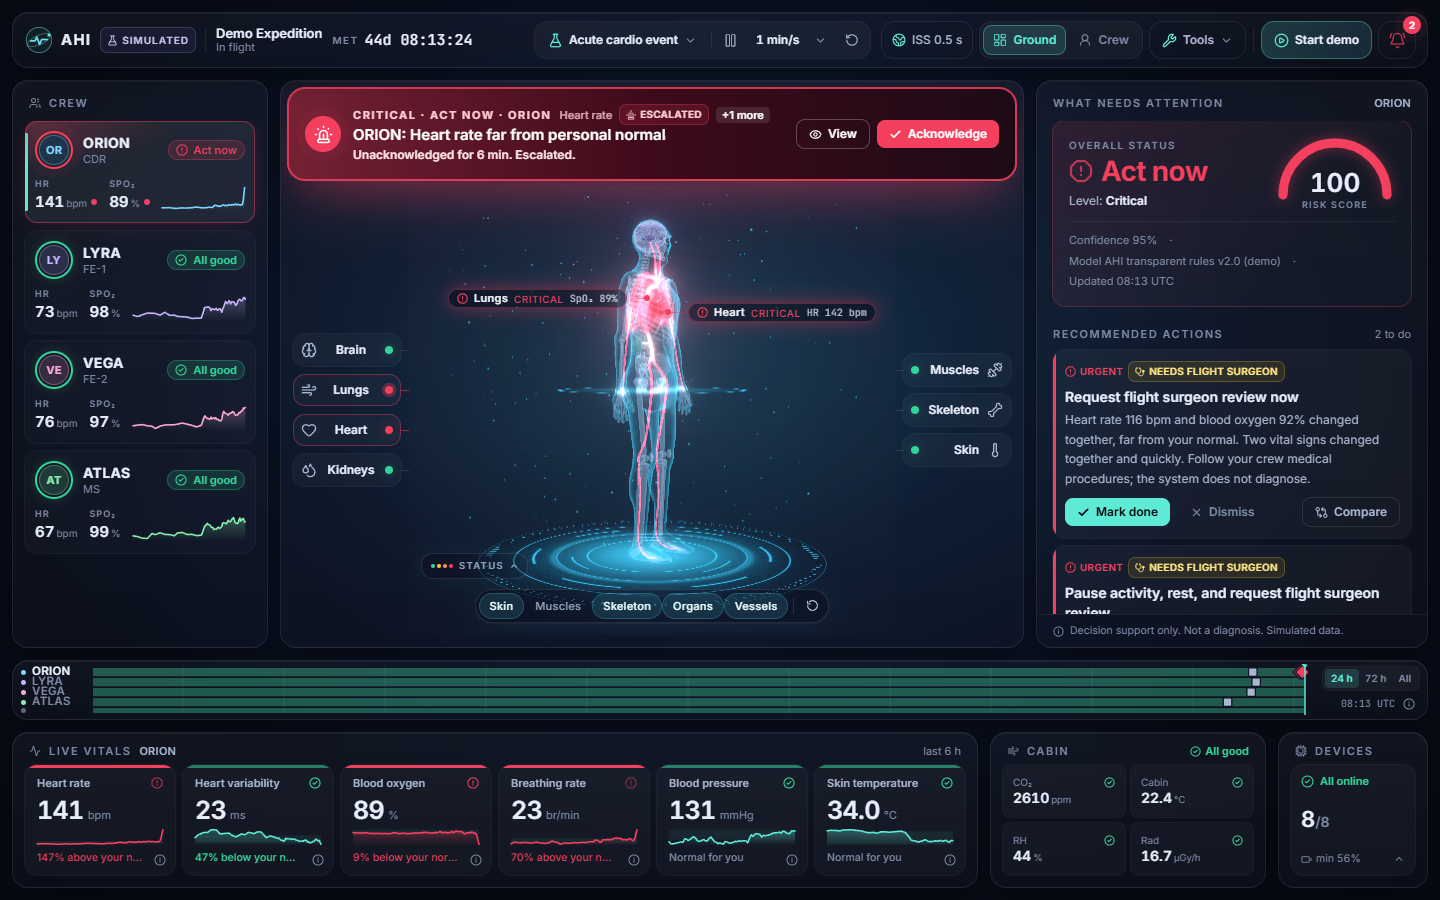 AHI
SIMULATED
Demo Expedition
In flight
MET 44d 08:13:24
Acute cardio event
1 min/s
ISS 0.5 s
Ground
Crew
Tools
Start demo
2
CREW
OR
ORION
CDR
Act now
HR
141 bpm
SPO₂
89 %
LY
LYRA
FE-1
All good
HR
73 bpm
SPO₂
98 %
VE
VEGA
FE-2
All good
HR
76 bpm
SPO₂
97 %
AT
ATLAS
MS
All good
HR
67 bpm
SPO₂
99 %
CRITICAL · ACT NOW · ORION Heart rate ESCALATED +1 more
ORION: Heart rate far from personal normal
Unacknowledged for 6 min. Escalated.
View
Acknowledge
Lungs CRITICAL SpO₂ 89%
Heart CRITICAL HR 142 bpm
Brain
Lungs
Heart
Kidneys
Muscles
Skeleton
Skin
STATUS
Skin
Muscles
Skeleton
Organs
Vessels
WHAT NEEDS ATTENTION
ORION
OVERALL STATUS
Act now
Level: Critical
100
RISK SCORE
Confidence 95% ·
Model AHI transparent rules v2.0 (demo) ·
Updated 08:13 UTC
RECOMMENDED ACTIONS
2 to do
URGENT
NEEDS FLIGHT SURGEON
Request flight surgeon review now
Heart rate 116 bpm and blood oxygen 92% changed
together, far from your normal. Two vital signs changed
together and quickly. Follow your crew medical
procedures; the system does not diagnose.
Mark done
Dismiss
Compare
URGENT
NEEDS FLIGHT SURGEON
Pause activity, rest, and request flight surgeon
review
Decision support only. Not a diagnosis. Simulated data.
ORION
LYRA
VEGA
ATLAS
24 h
72 h
All
08:13 UTC
LIVE VITALS ORION
last 6 h
Heart rate
141 bpm
147% above your n...
Heart variability
23 ms
47% below your n...
Blood oxygen
89 %
9% below your nor...
Breathing rate
23 br/min
70% above your n...
Blood pressure
131 mmHg
Normal for you
Skin temperature
34.0 °C
Normal for you
CABIN
All good
CO₂
2610 ppm
Cabin
22.4 °C
RH
44 %
Rad
16.7 µGy/h
DEVICES
All online
8/8
min 56%